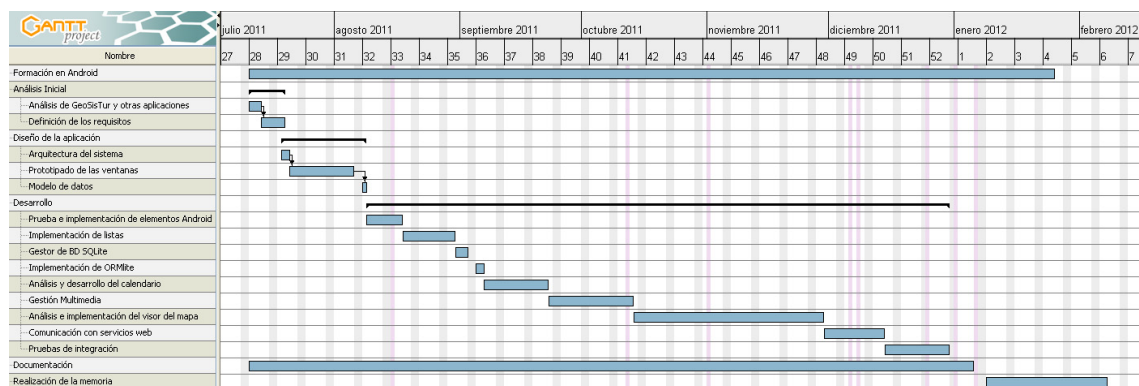 GANTT
project
julio 2011 agosto 2011 septiembre 2011 octubre 2011 noviembre 2011 diciembre 2011 enero 2012 febrero 2012
Nombre 27 28 29 30 31 32 33 34 35 36 37 38 39 40 41 42 43 44 45 46 47 48 49 50 51 52 1 2 3 4 5 6 7
Formación en Android
Análisis Inicial
Análisis de GeoSisTur y otras aplicaciones
Definición de los requisitos
Diseño de la aplicación
Arquitectura del sistema
Prototipado de las ventanas
Modelo de datos
Desarrollo
Prueba e implementación de elementos Android
Implementación de listas
Gestor de BD SQLite
Implementación de ORMlite
Análisis y desarrollo del calendario
Gestión Multimedia
Análisis e implementación del visor del mapa
Comunicación con servicios web
Pruebas de integración
Documentación
Realización de la memoria